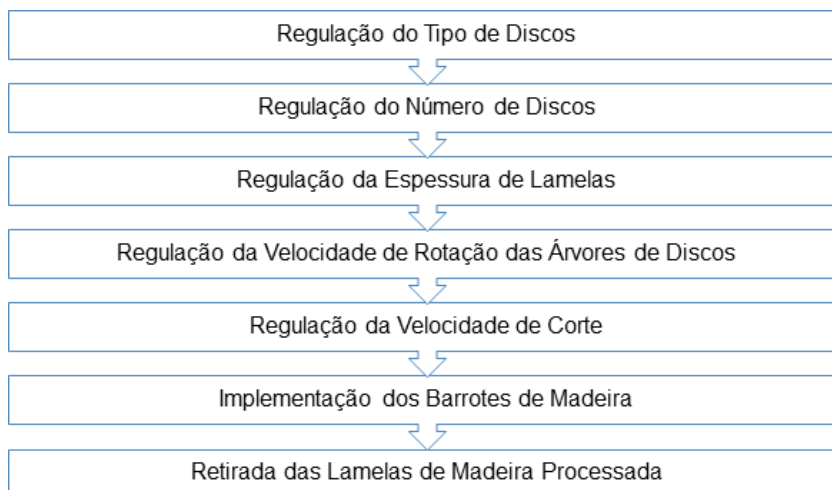 Regulação do Tipo de Discos
Regulação do Número de Discos
Regulação da Espessura de Lamelas
Regulação da Velocidade de Rotação das Árvores de Discos
Regulação da Velocidade de Corte
Implementação dos Barrotes de Madeira
Retirada das Lamelas de Madeira Processada